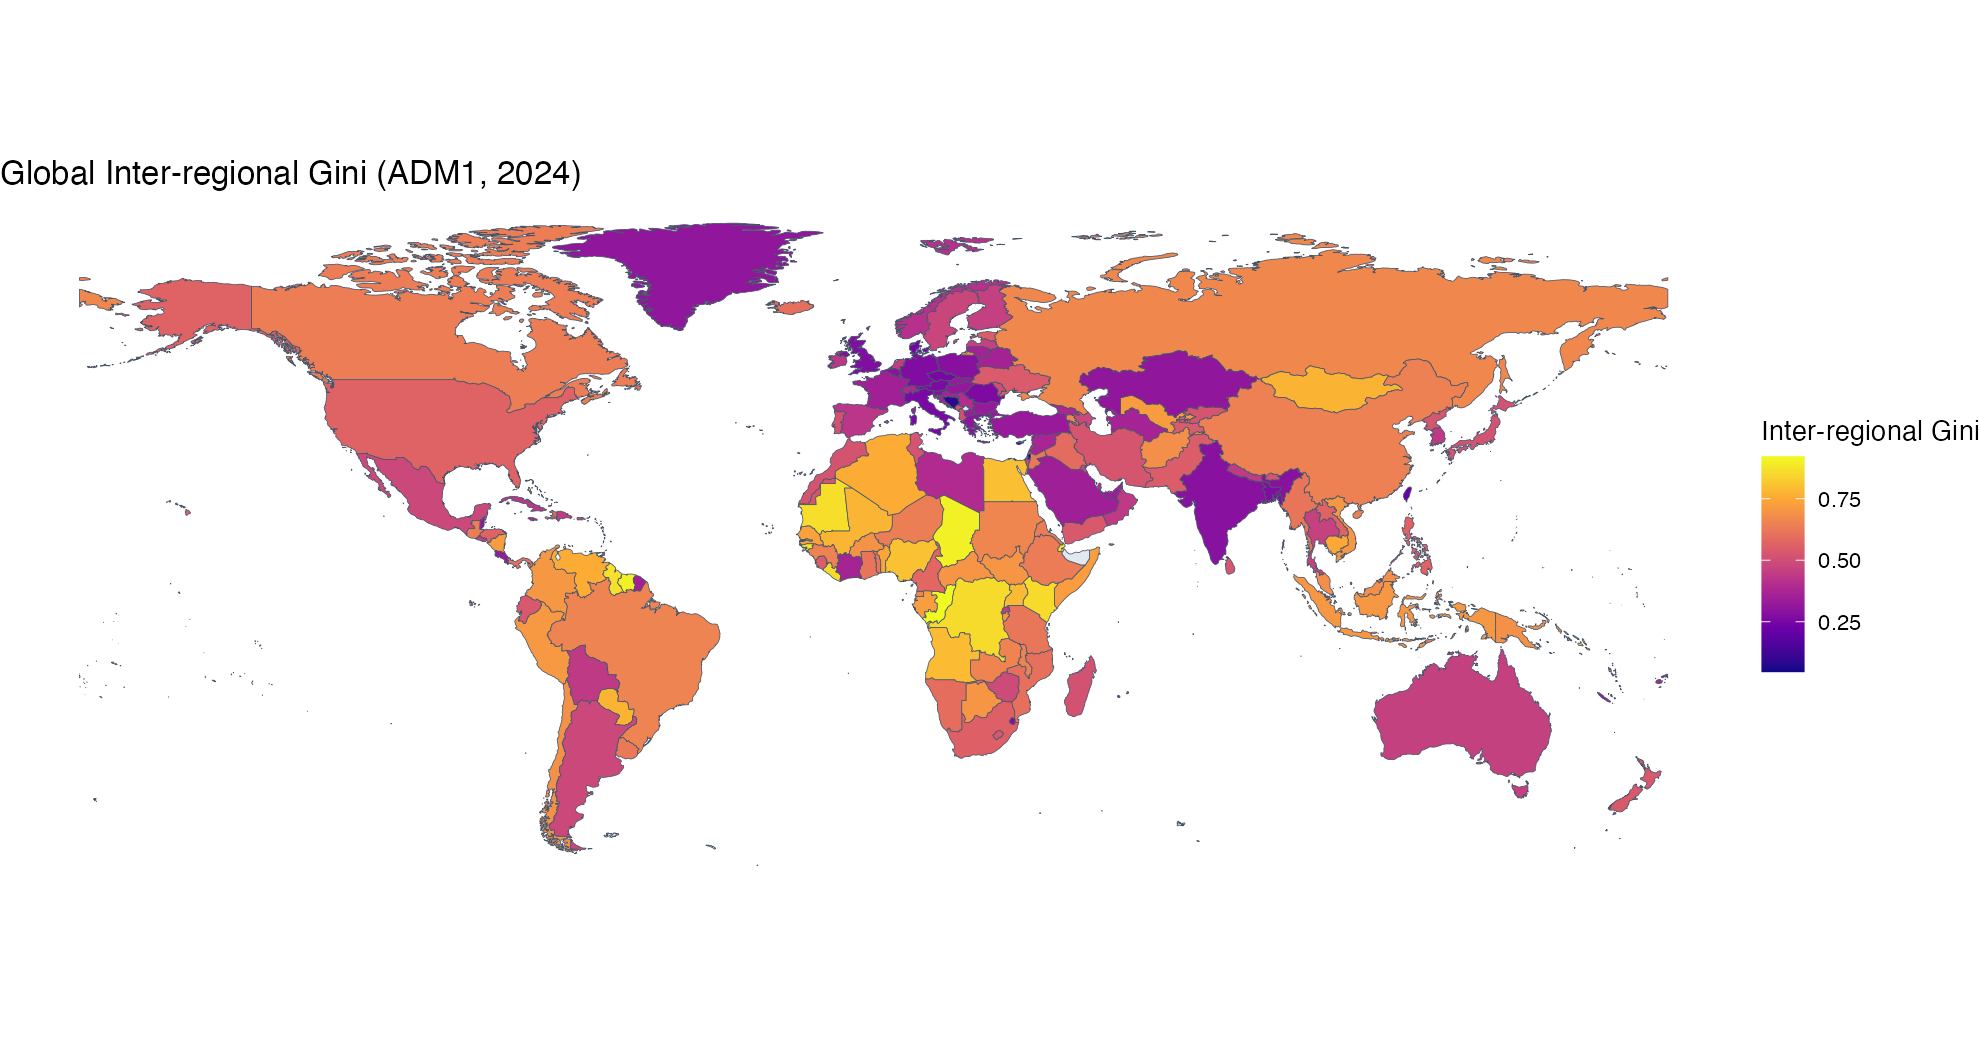 Global Inter-regional Gini (ADM1, 2024)
Inter-regional Gini
0.75
0.50
0.25